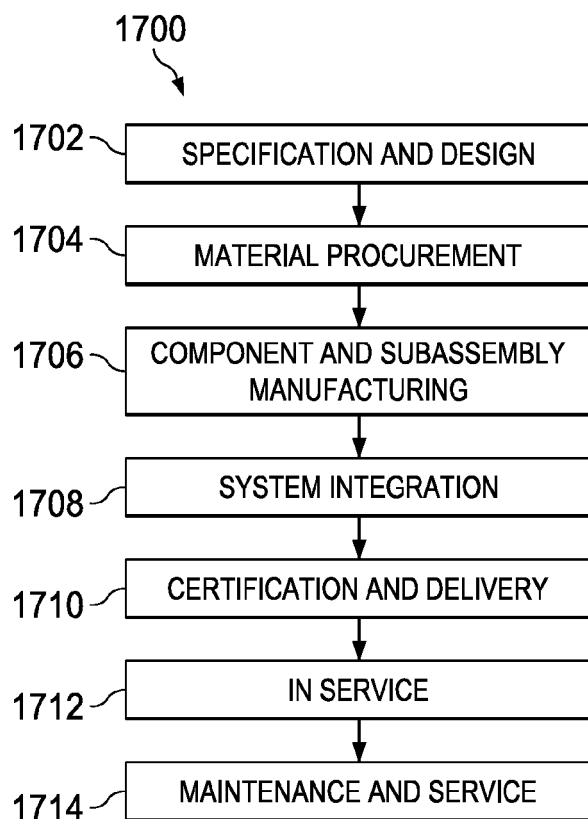 1700
1702
SPECIFICATION AND DESIGN
1704
MATERIAL PROCUREMENT
1706
COMPONENT AND SUBASSEMBLY
MANUFACTURING
1708
SYSTEM INTEGRATION
1710
CERTIFICATION AND DELIVERY
1712
IN SERVICE
1714
MAINTENANCE AND SERVICE